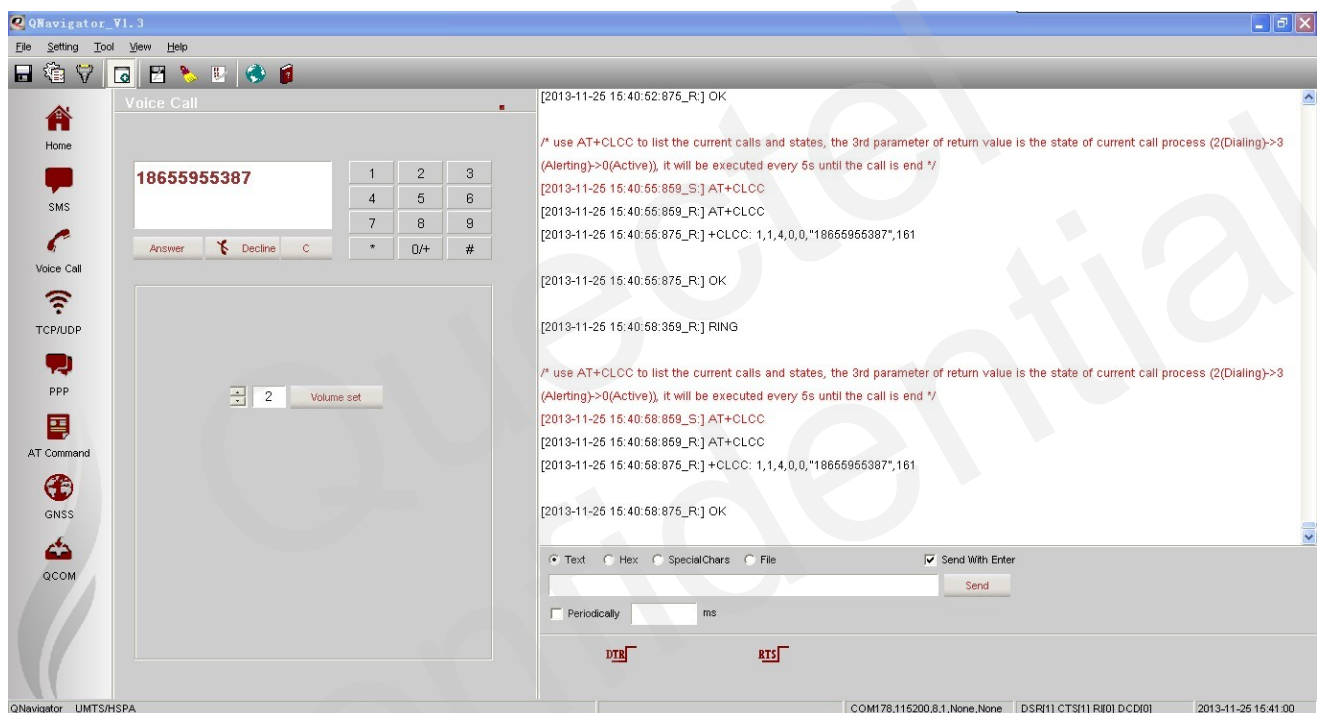 QNavigator_V1.3
File Setting Tool View Help
Home
SMS
Voice Call
TCP/UDP
PPP
AT Command
GNSS
QCOM
Voice Call
18655955387
1 2 3
4 5 6
7 8 9
* 0/+ #
Answer Decline C
2 Volume set
[2013-11-25 15:40:52:875_R:] OK
/* use AT+CLCC to list the current calls and states, the 3rd parameter of return value is the state of current call process (2(Dialing)->3
(Alerting)->0(Active)), it will be executed every 5s until the call is end */
[2013-11-25 15:40:55:859_S:] AT+CLCC
[2013-11-25 15:40:55:859_R:] AT+CLCC
[2013-11-25 15:40:55:875_R:] +CLCC: 1,1,4,0,0,"18655955387",161
[2013-11-25 15:40:55:875_R:] OK
[2013-11-25 15:40:58:359_R:] RING
/* use AT+CLCC to list the current calls and states, the 3rd parameter of return value is the state of current call process (2(Dialing)->3
(Alerting)->0(Active)), it will be executed every 5s until the call is end */
[2013-11-25 15:40:58:859_S:] AT+CLCC
[2013-11-25 15:40:58:859_R:] AT+CLCC
[2013-11-25 15:40:58:875_R:] +CLCC: 1,1,4,0,0,"18655955387",161
[2013-11-25 15:40:58:875_R:] OK
Text Hex SpecialChars File Send With Enter
Send
Periodically ms
DTR RTS
QNavigator UMTS/HSPA COM178,115200,8,1,None,None DSR[1] CTS[1] RI[0] DCD[0] 2013-11-25 15:41:00
Quectel
Confidential